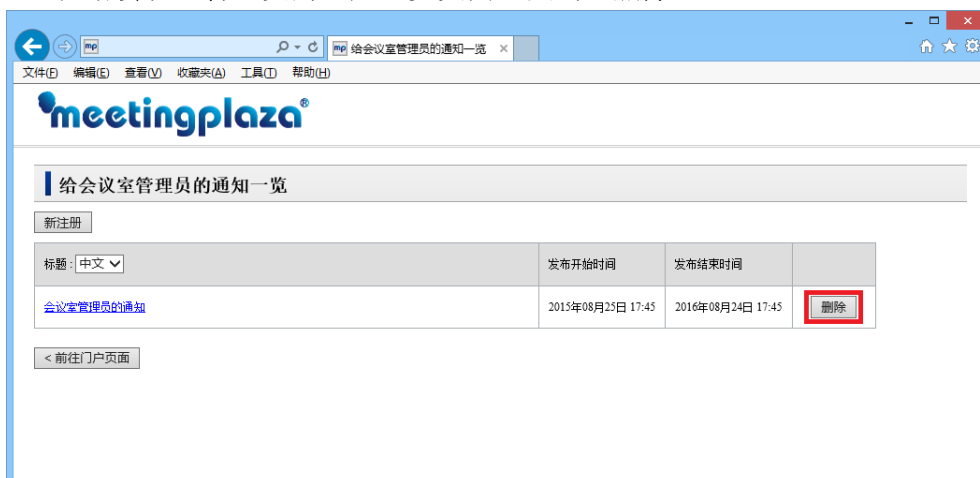 给会议室管理员的通知一览
文件(F) 编辑(E) 查看(V) 收藏夹(A) 工具(T) 帮助(H)
meetingplaza®
给会议室管理员的通知一览
新注册
标题 : 中文 发布开始时间 发布结束时间
会议室管理员的通知 2015年08月25日 17:45 2016年08月24日 17:45 删除
< 前往门户页面